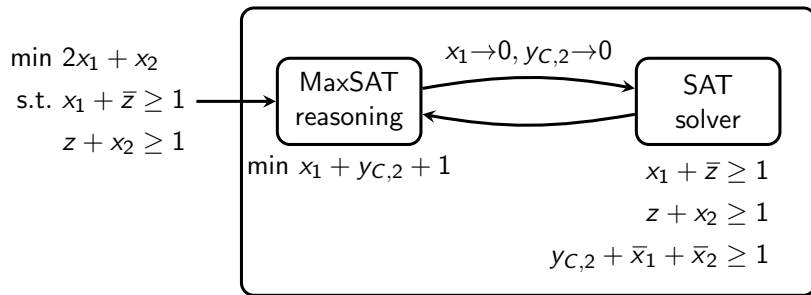 min 2x₁ + x₂
s.t. x₁ + z̄ ≥ 1
z + x₂ ≥ 1
MaxSAT
reasoning
min x₁ + y_{C,2} + 1
x₁→0, y_{C,2}→0
SAT
solver
x₁ + z̄ ≥ 1
z + x₂ ≥ 1
y_{C,2} + x̄₁ + x̄₂ ≥ 1